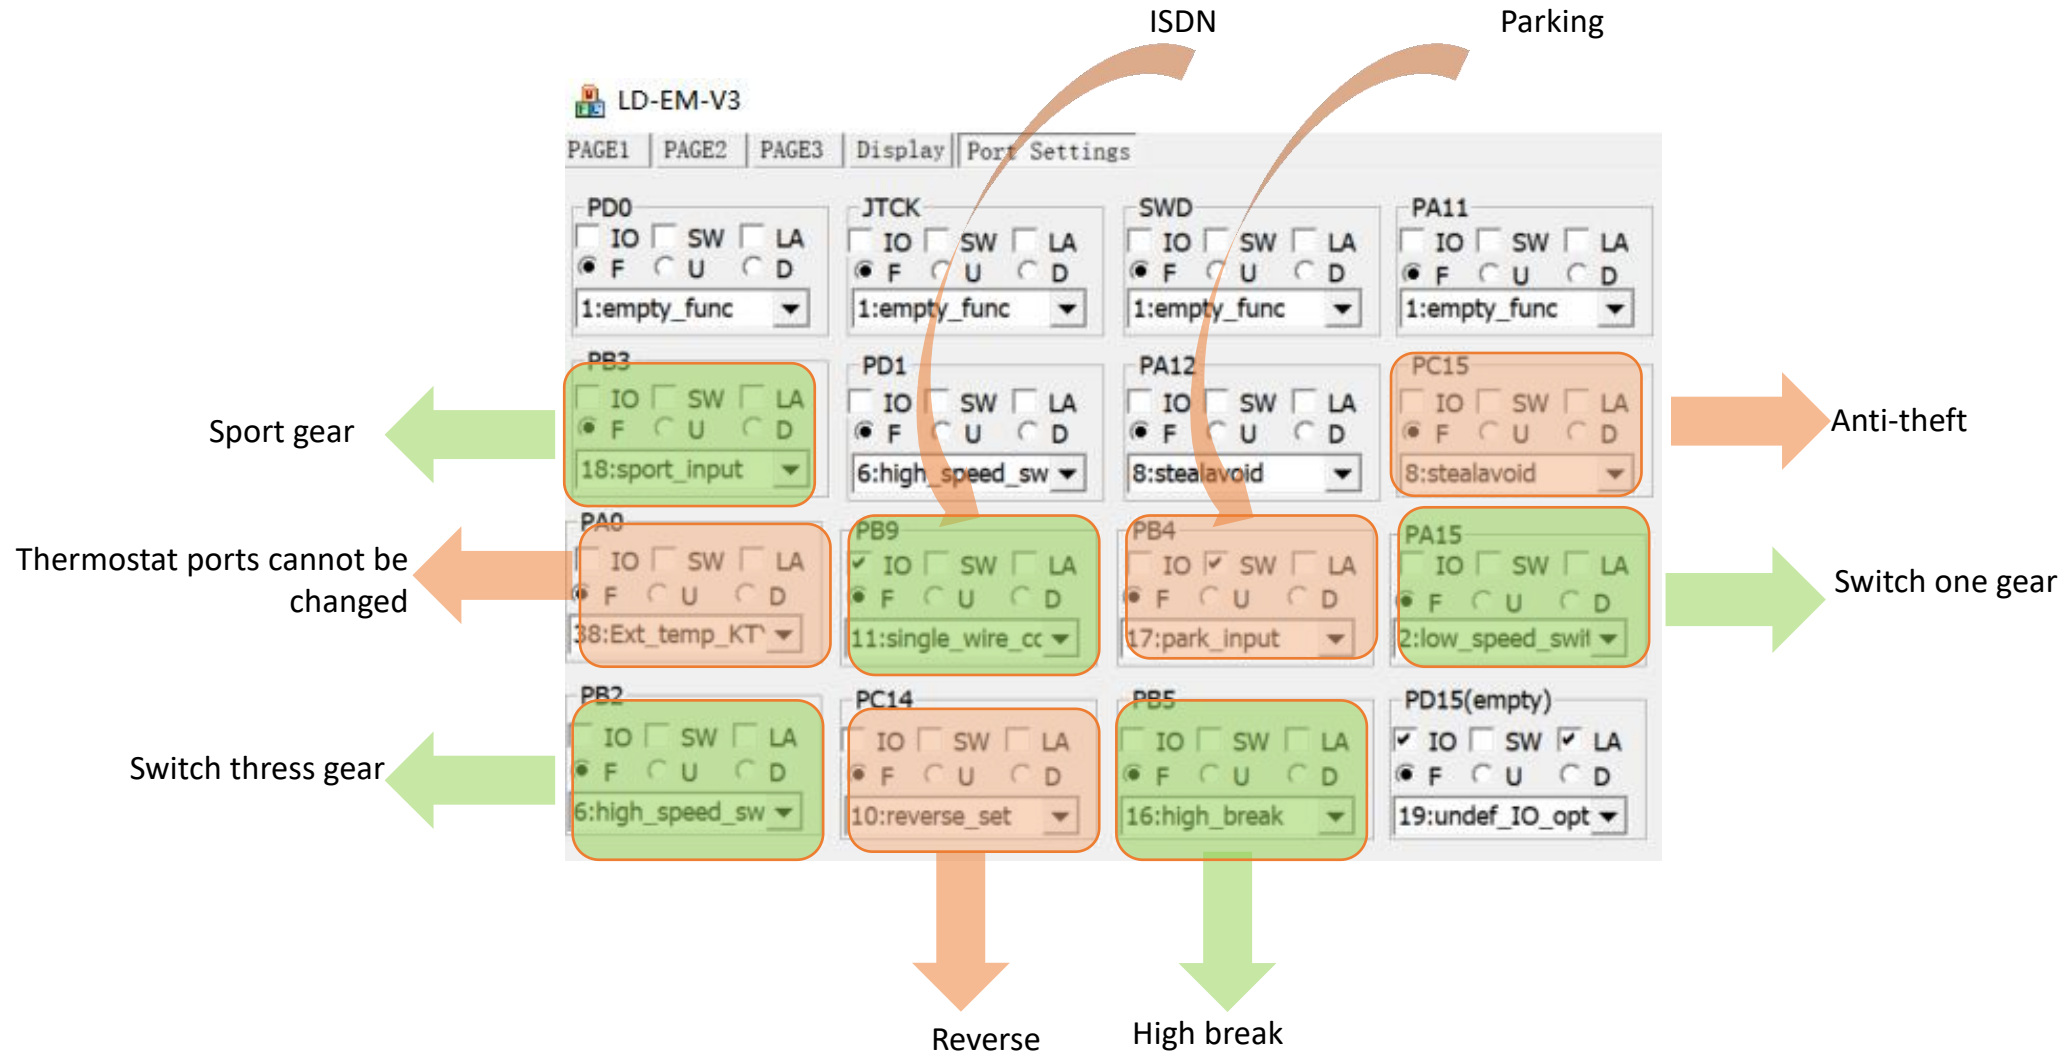 ISDN
Parking
LD-EM-V3
PAGE1 PAGE2 PAGE3 Display Port Settings
PD0 JTCK SWD PA11
IO SW LA IO SW LA IO SW LA IO SW LA
F U D F U D F U D F U D
1:empty_func 1:empty_func 1:empty_func 1:empty_func
PB3 PD1 PA12 PC15
IO SW LA IO SW LA IO SW LA IO SW LA
F U D F U D F U D F U D
18:sport_input 6:high_speed_sw 8:stealavoid 8:stealavoid
Sport gear
Anti-theft
PA0 PB9 PB4 PA15
IO SW LA IO SW LA IO SW LA IO SW LA
F U D F U D F U D F U D
38:Ext_temp_KT 11:single_wire_cc 17:park_input 2:low_speed_swit
Thermostat ports cannot be
changed
Switch one gear
PB2 PC14 PB5 PD15(empty)
IO SW LA IO SW LA IO SW LA IO SW LA
F U D F U D F U D F U D
6:high_speed_sw 10:reverse_set 16:high_break 19:undef_IO_opt
Switch thress gear
Reverse
High break